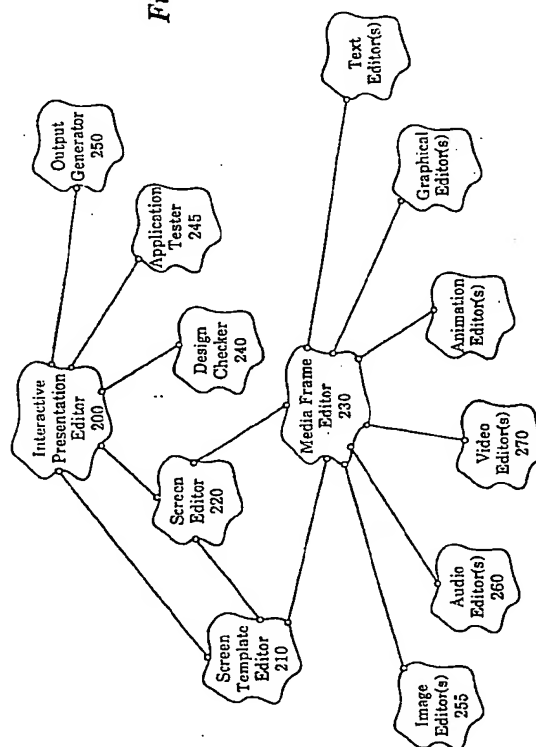 Interactive
Presentation
Editor
200
Output
Generator
250
Application
Tester
245
Design
Checker
240
Screen
Editor
220
Screen
Template
Editor
210
Media Frame
Editor
230
Text
Editor(s)
Graphical
Editor(s)
Animation
Editor(s)
Video
Editor(s)
270
Audio
Editor(s)
260
Image
Editor(s)
255